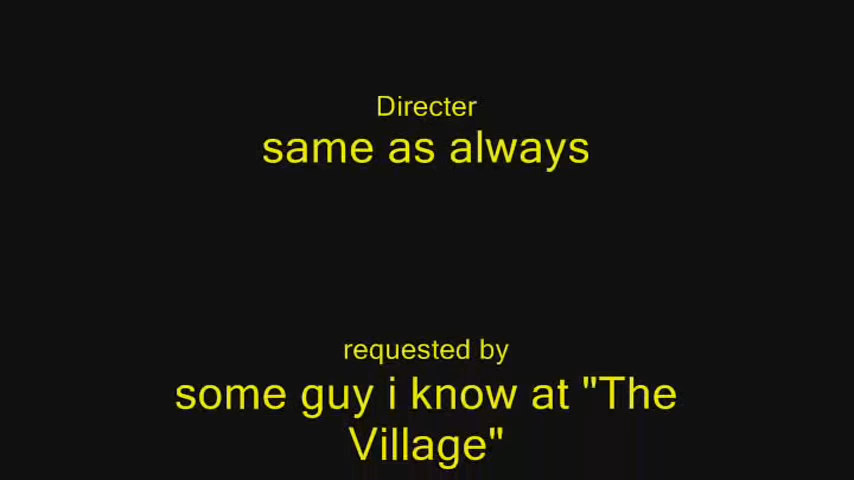 Directer
same as always
requested by
some guy i know at "The
Village"